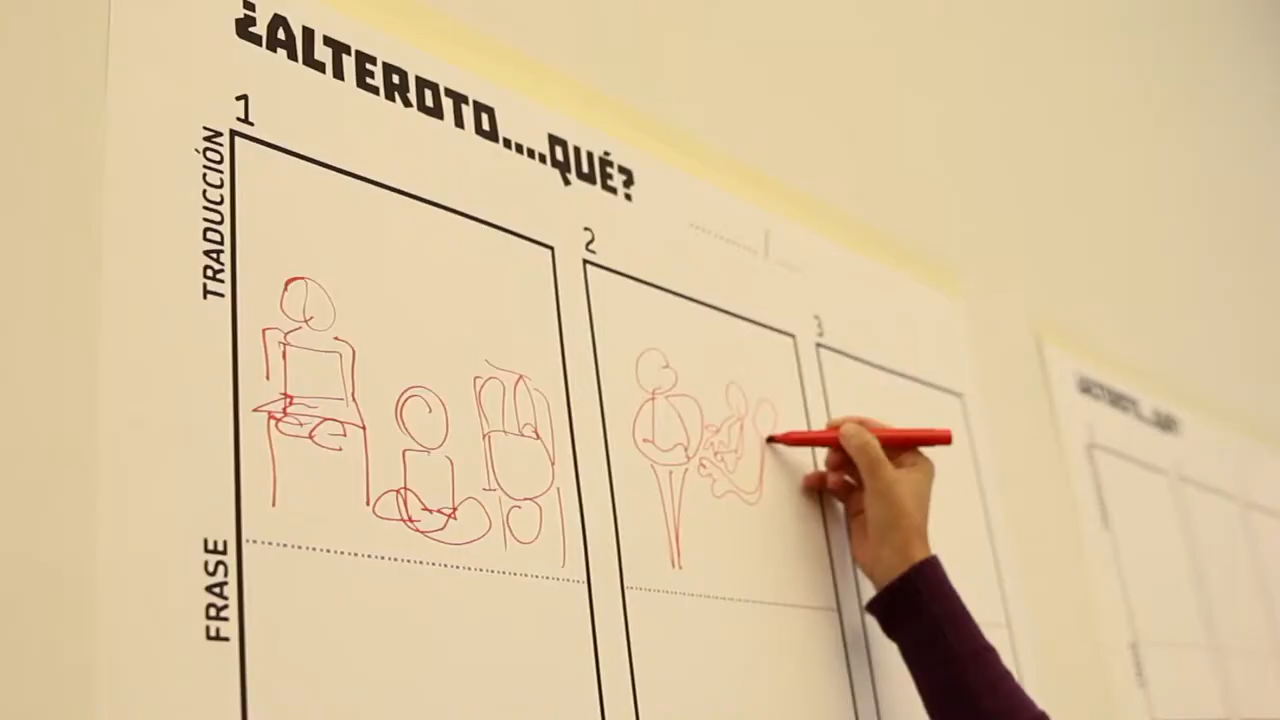 ¿ALTEROTO....QUÉ?
1
2
3
TRADUCCIÓN
FRASE